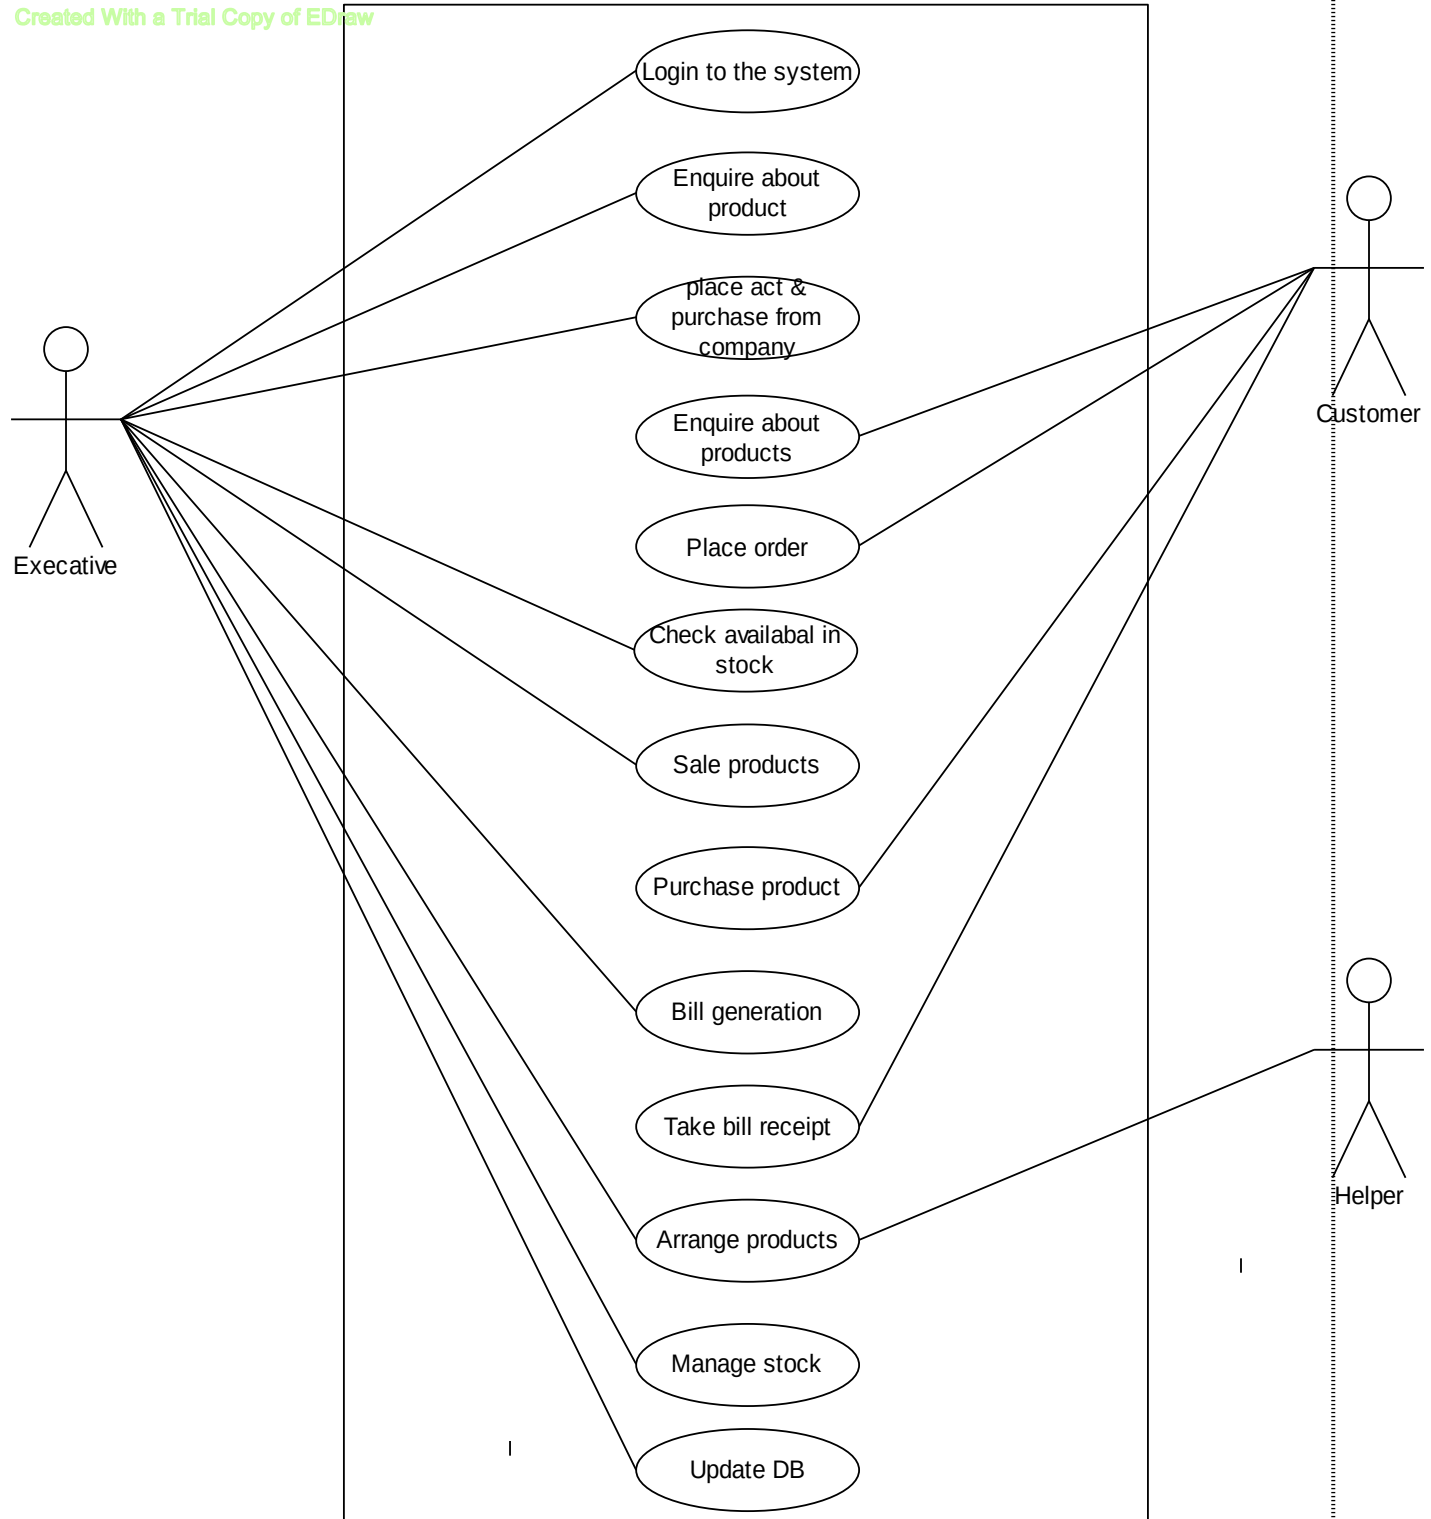 Created With a Trial Copy of EDraw
Login to the system
Enquire about
product
place act &
purchase from
company
Enquire about
products
Customer
Place order
Execative
Check availabal in
stock
Sale products
Purchase product
Bill generation
Take bill receipt
Helper
Arrange products
Manage stock
Update DB